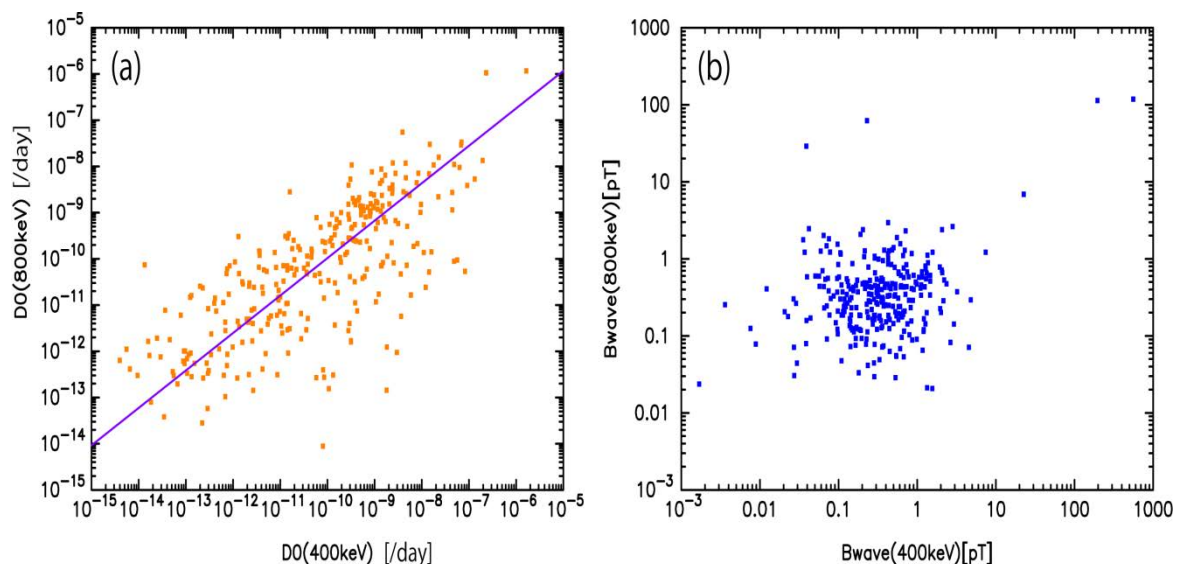 (a)
10⁻⁵
10⁻⁶
10⁻⁷
10⁻⁸
10⁻⁹
10⁻¹⁰
10⁻¹¹
10⁻¹²
10⁻¹³
10⁻¹⁴
10⁻¹⁵
D0(800keV) [/day]
10⁻¹⁵ 10⁻¹⁴ 10⁻¹³ 10⁻¹² 10⁻¹¹ 10⁻¹⁰ 10⁻⁹ 10⁻⁸ 10⁻⁷ 10⁻⁶ 10⁻⁵
D0(400keV) [/day]
(b)
1000
100
10
1
0.1
0.01
10⁻³
Bwave(800keV)[pT]
10⁻³ 0.01 0.1 1 10 100 1000
Bwave(400keV)[pT]